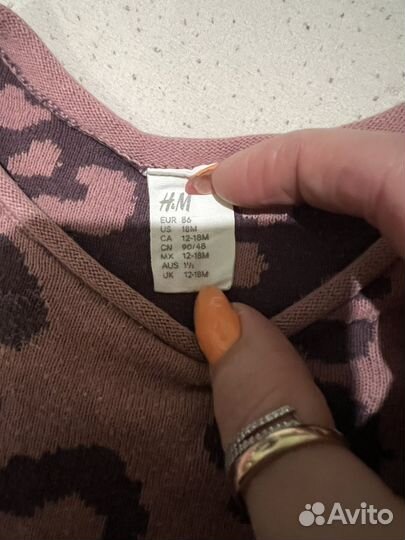 H&M
EUR 86
US 18M
CA 12-18M
CN 90/48
MX 12-18M
AUS 1½
UK 12-18M
Avito